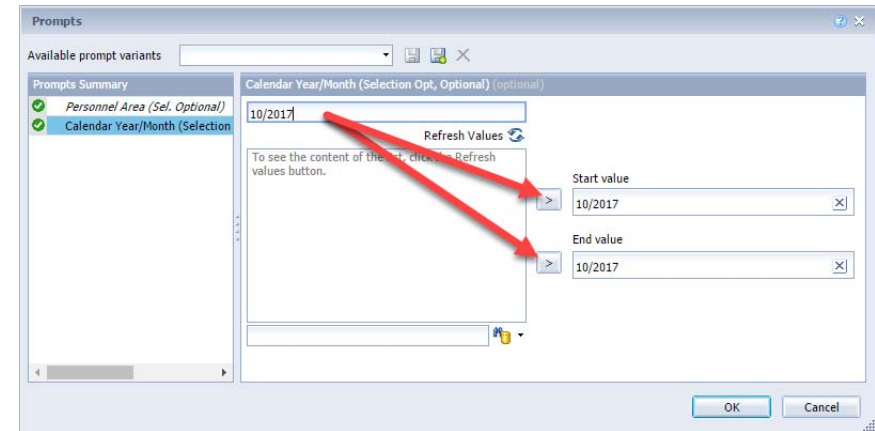 Prompts
Available prompt variants
Prompts Summary
Personnel Area (Sel. Optional)
Calendar Year/Month (Selection
Calendar Year/Month (Selection Opt, Optional) (optional)
10/2017
Refresh Values
To see the content of the list, click the Refresh
values button.
Start value
> 10/2017
End value
> 10/2017
OK Cancel